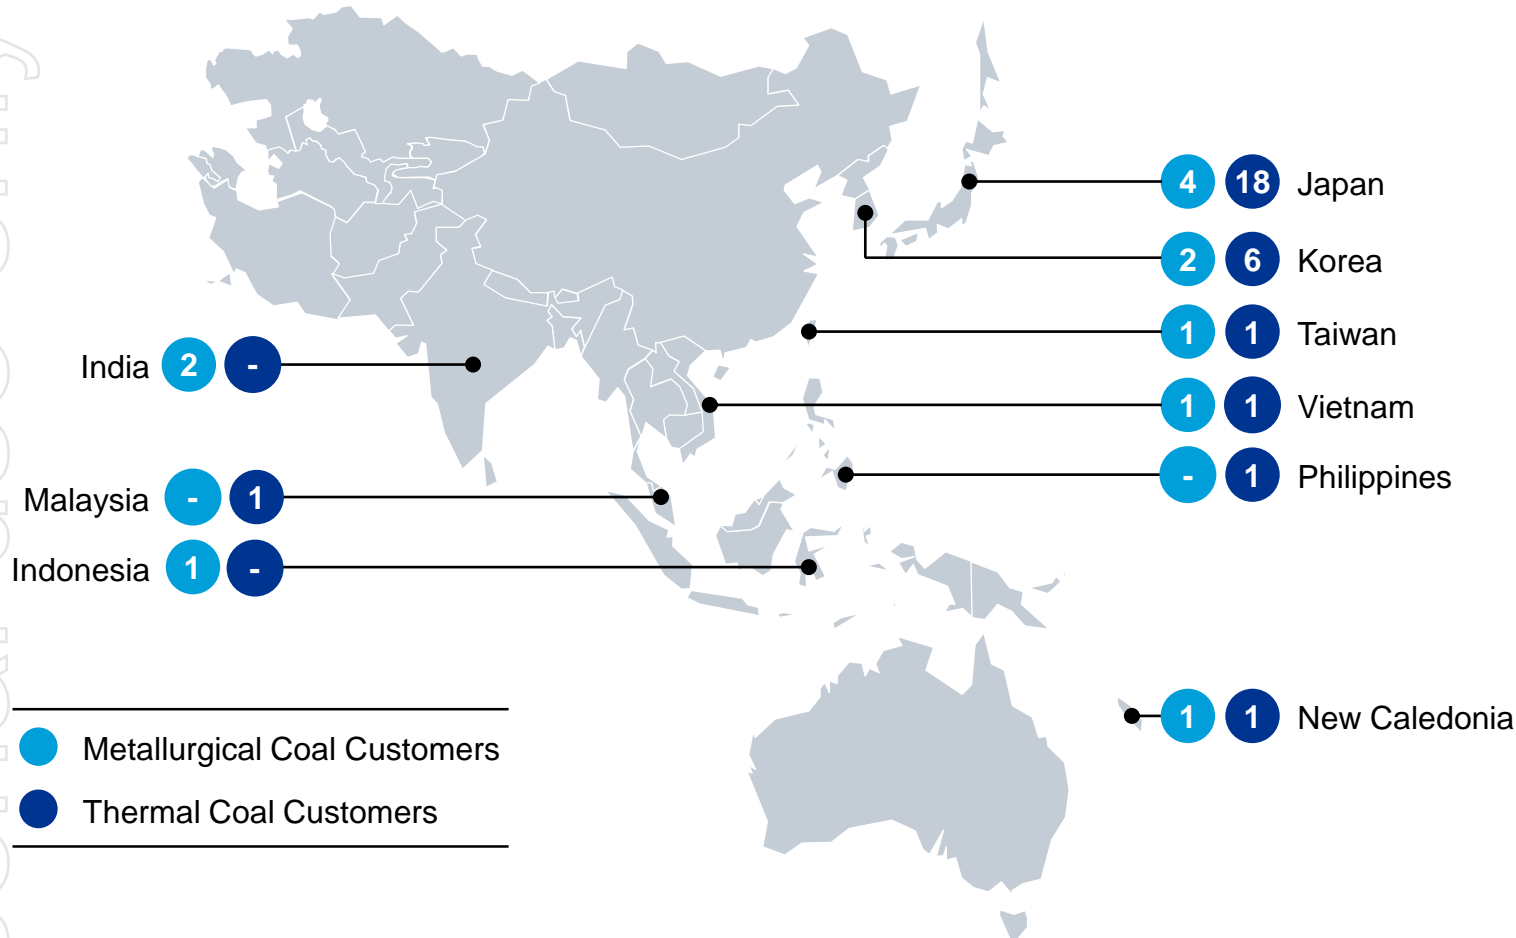 4 18 Japan
2 6 Korea
1 1 Taiwan
India 2 -
1 1 Vietnam
- 1 Philippines
Malaysia - 1
Indonesia 1 -
1 1 New Caledonia
Metallurgical Coal Customers
Thermal Coal Customers